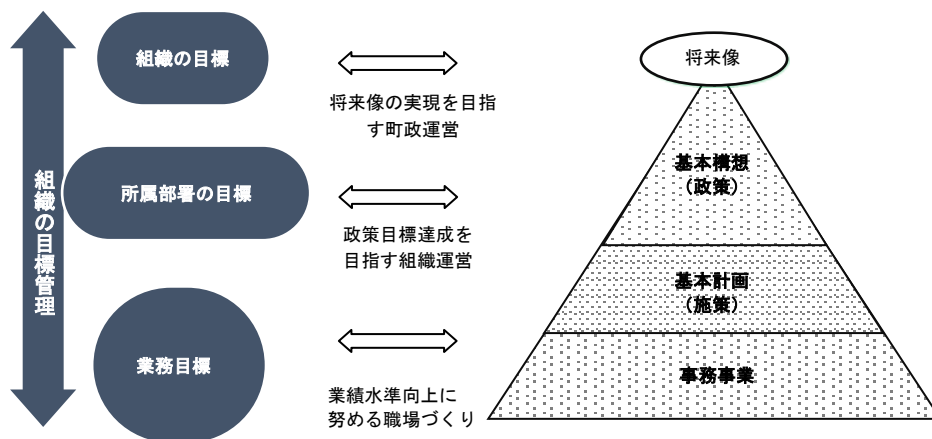 組織の目標管理
組織の目標
将来像の実現を目指
す町政運営
将来像
所属部署の目標
政策目標達成を
目指す組織運営
基本構想
（政策）
基本計画
（施策）
業務目標
業績水準向上に
努める職場づくり
事務事業